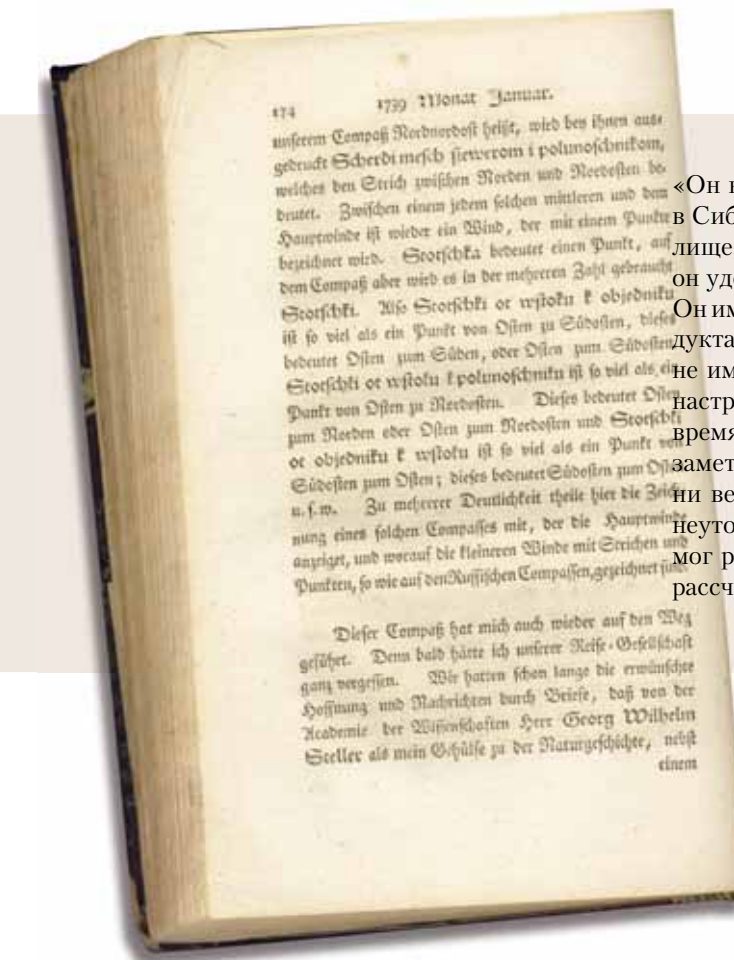 174 1739 Monat Januar.
unserem Compaß Nordnordost heißt, wird bey ihnen aus-
gedruckt Scherdi mesch siewerom i polunoschnikom,
welches den Strich zwischen Norden und Nordosten be-
deutet. Zwischen einem jedem solchen mittleren und dem
Hauptwinde ist wieder ein Wind, der mit einem Punkte
bezeichnet wird. Stotschka bedeutet einen Punkt, auf
dem Compaß aber wird es in der mehreren Zahl gebraucht
Stotschki. Also Stotschki ot wstoku k objedniku
ist so viel als ein Punkt von Osten zu Südosten, dieses
bedeutet Osten zum Süden, oder Osten zum Südosten,
Stotschki ot wstoku k polunoschniku ist so viel als ein
Punkt von Osten zu Nordosten. Dieses bedeutet Osten
zum Norden oder Osten zum Nordosten und Stotschki
ot objedniku k wstoku ist so viel als ein Punkt von
Südosten zum Osten; dieses bedeutet Südosten zum Osten
u. s. w. Zu mehrerer Deutlichkeit theile hier die Zeich-
nung eines solchen Compasses mit, der die Hauptwinde
anzeiget, und worauf die kleineren Winde mit Strichen und
Punkten, so wie auf den Russischen Compassen, gezeichnet sind.
Dieser Compaß hat mich auch wieder auf den Weg
geführet. Denn bald hätte ich unserer Reise-Gesellschaft
ganz vergessen. Wir hatten schon lange die erwünschte
Hoffnung und Nachrichten durch Briefe, daß von der
Academie der Wissenschaften Herr Georg Wilhelm
Steller als mein Gehülfe zu der Naturgeschichte, nebst
einem
«Он
в Сиб
лище
он удо
Он им
дукта
не им
настр
время
замет
ни ве
неуто
мог р
рассч